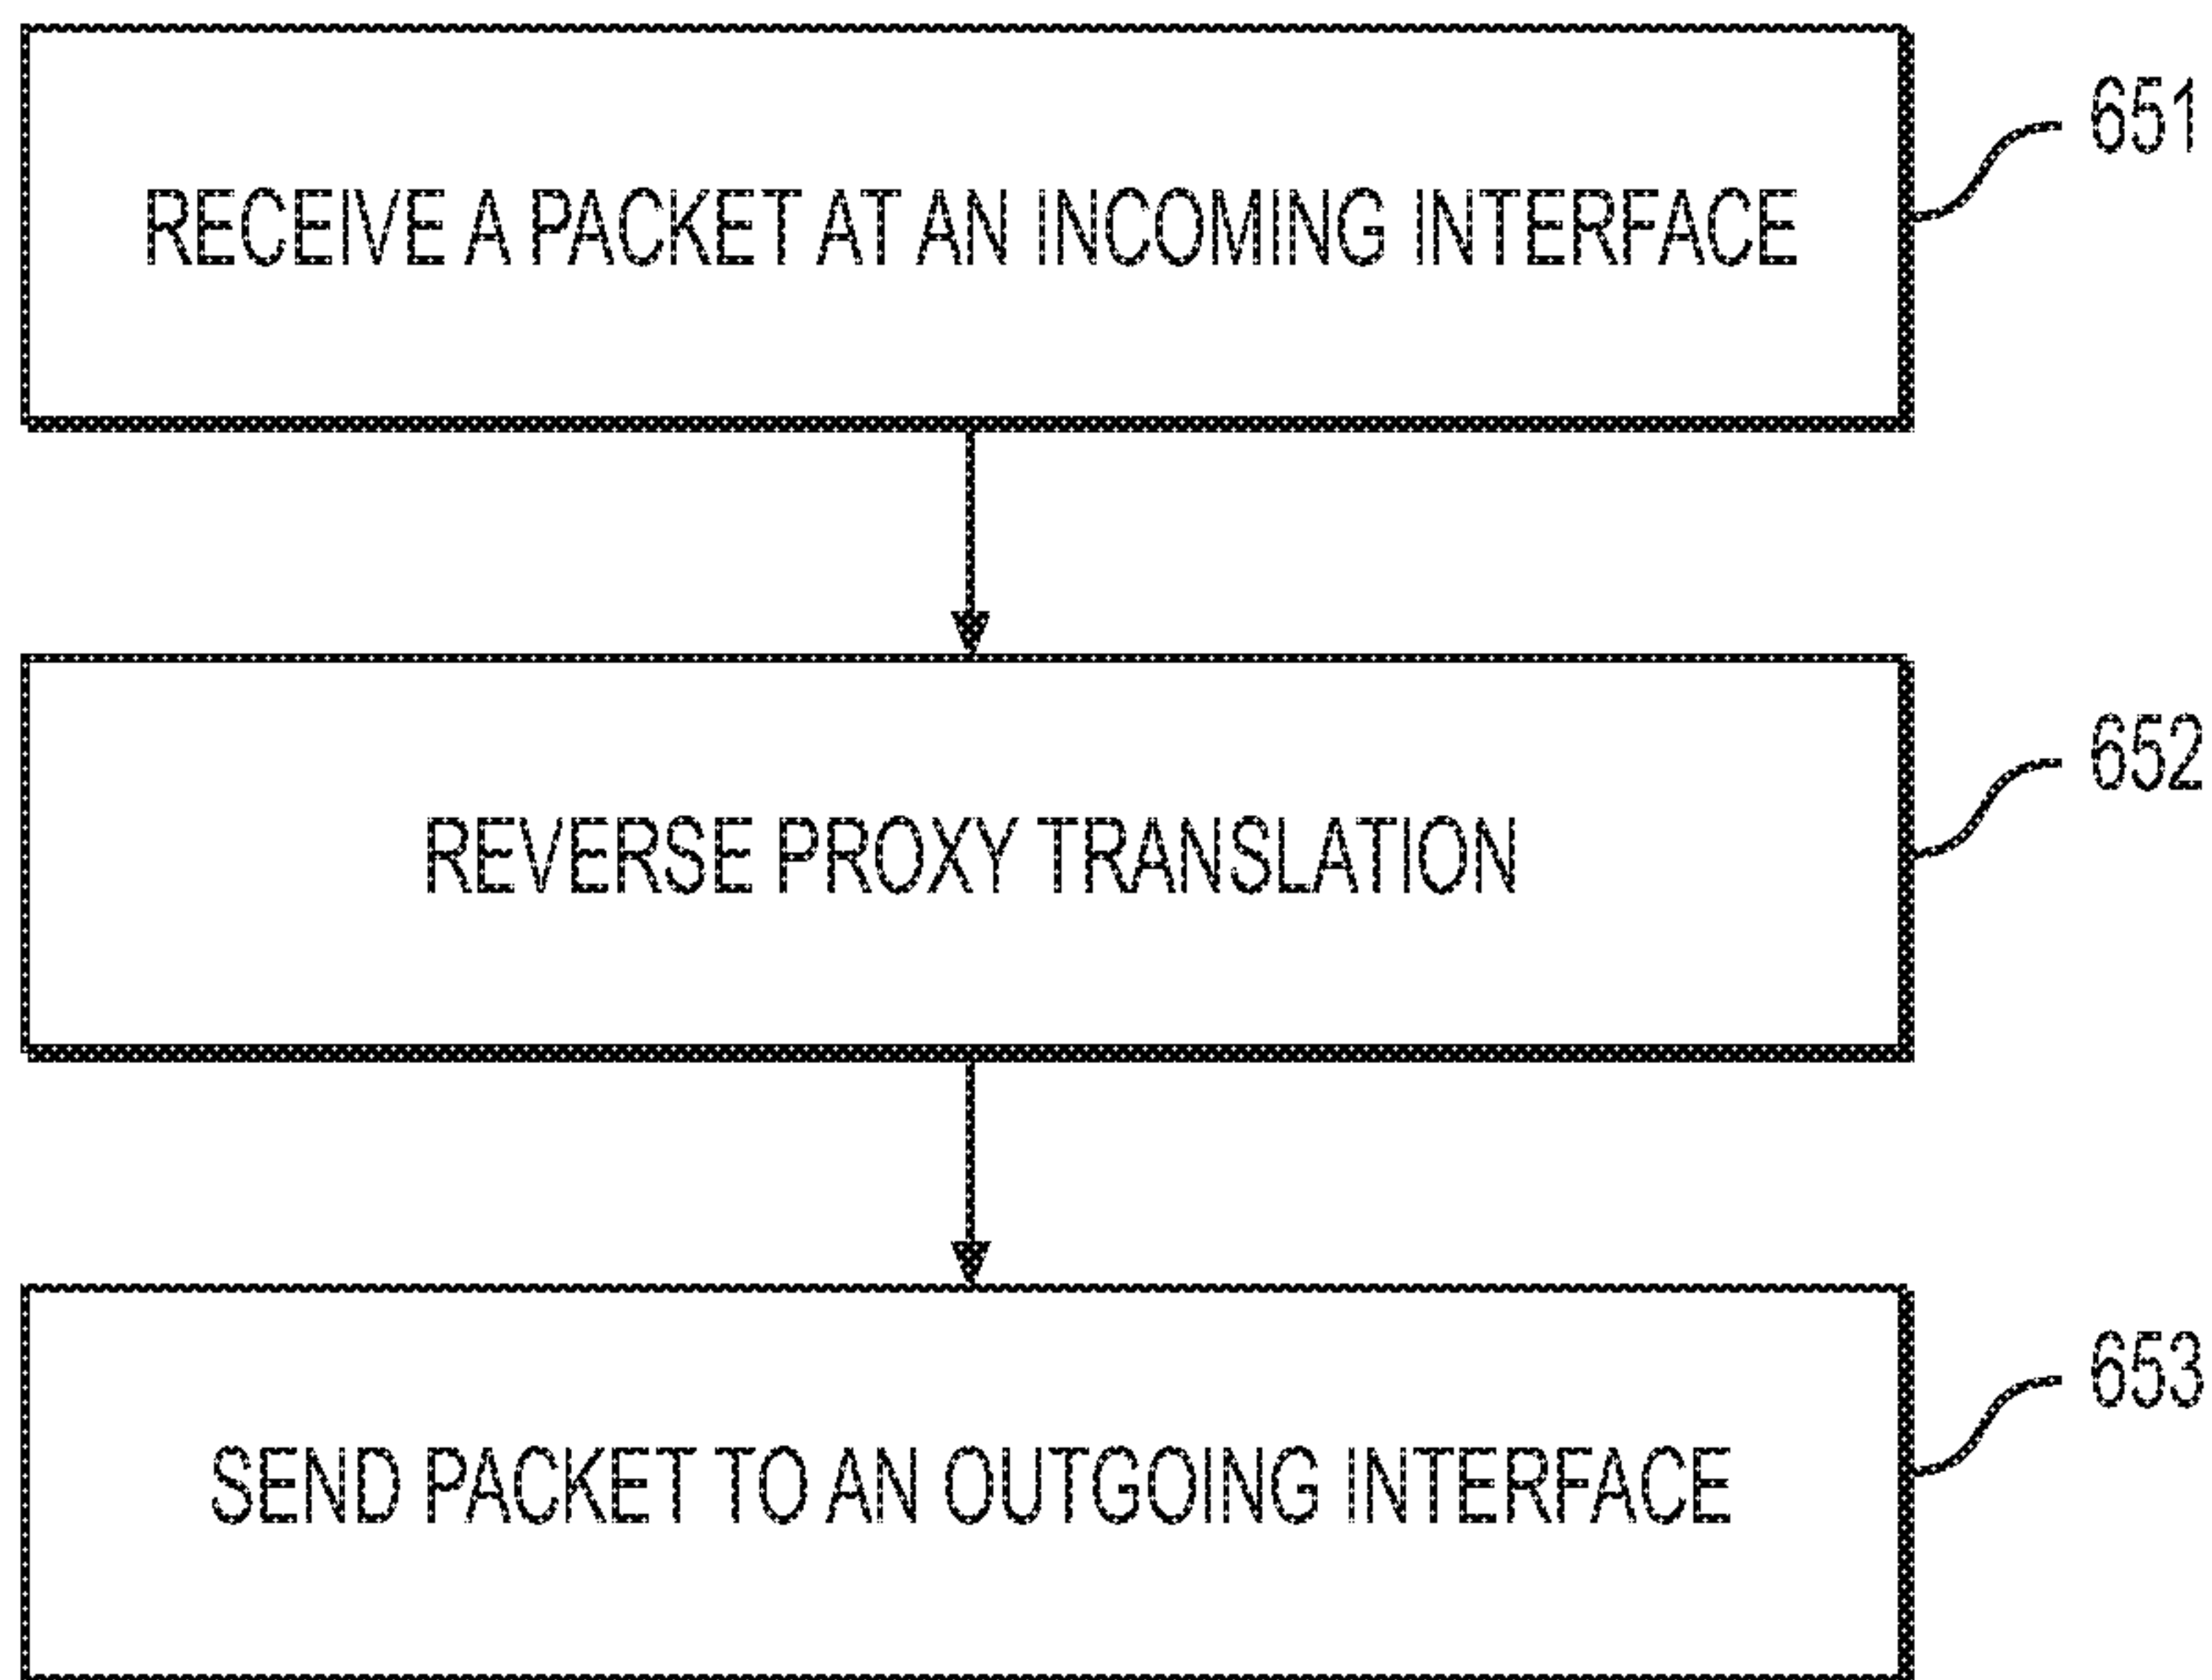 RECEIVE A PACKET AT AN INCOMING INTERFACE
651
REVERSE PROXY TRANSLATION
652
SEND PACKET TO AN OUTGOING INTERFACE
653